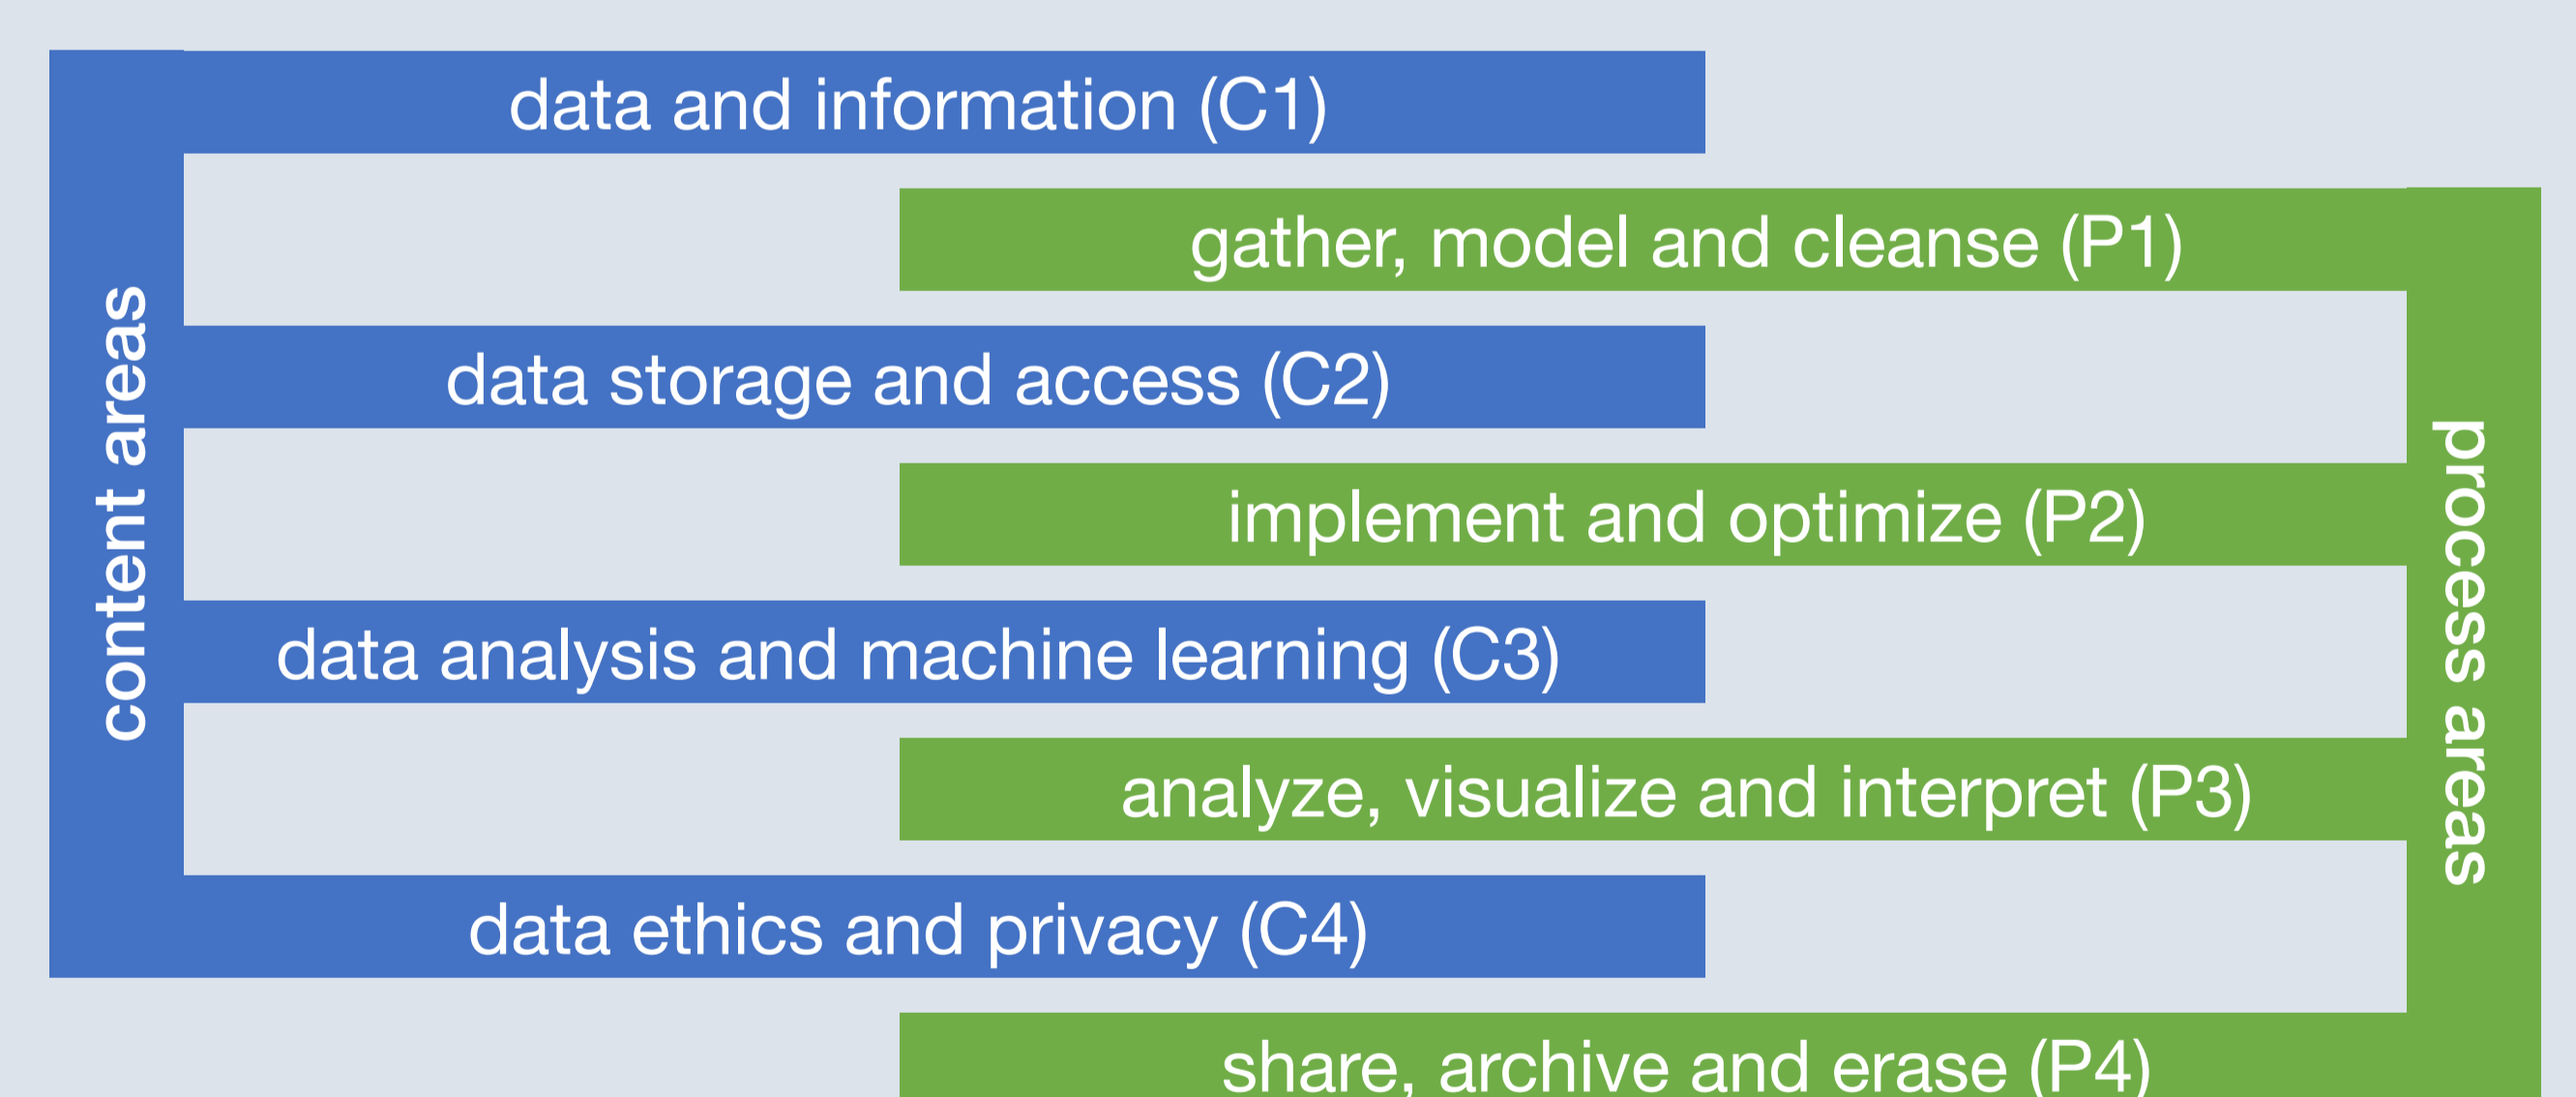 content areas
data and information (C1)
gather, model and cleanse (P1)
data storage and access (C2)
implement and optimize (P2)
data analysis and machine learning (C3)
analyze, visualize and interpret (P3)
data ethics and privacy (C4)
share, archive and erase (P4)
process areas